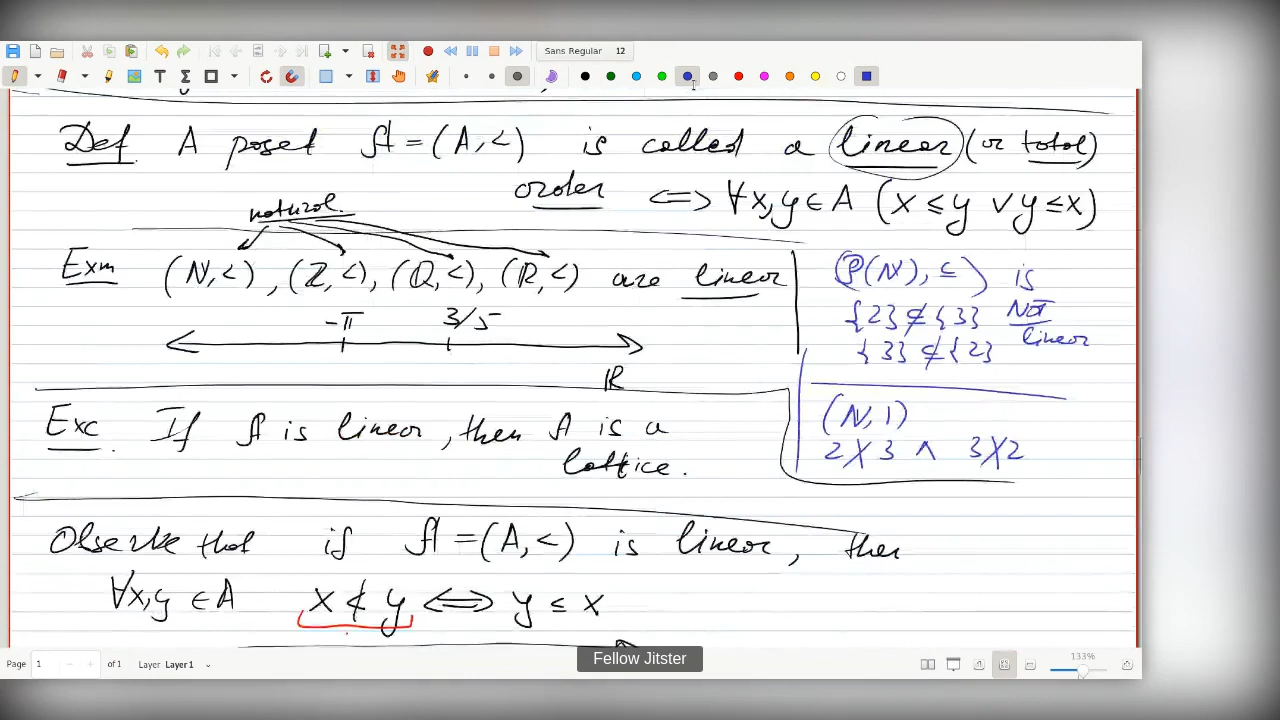 Sans Regular 12
Def A poset 𝔄 = (A, <) is called a linear (or total)
order ⟺ ∀x,y ∈ A (x ≤ y ∨ y ≤ x)
natural
Exm (N,<), (ℤ,<), (ℚ,<), (ℝ,<) are linear
-π 3/5
ℝ
(P(N), ⊆) is
{2} ⊄ {3} Not
linear
{3} ⊄ {2}
(N, |)
2 ∤ 3 ∧ 3 ∤ 2
Exc If 𝔄 is linear, then 𝔄 is a
lattice.
Observe that if 𝔄 = (A, <) is linear, then
∀x,y ∈ A x ≮ y ⟺ y ≤ x
Fellow Jitster
Page 1 of 1 Layer Layer 1 133%